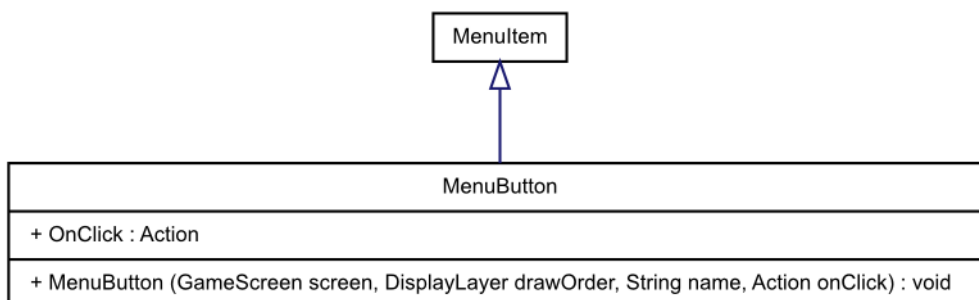 MenuItem
MenuButton
+ OnClick : Action
+ MenuButton (GameScreen screen, DisplayLayer drawOrder, String name, Action onClick) : void